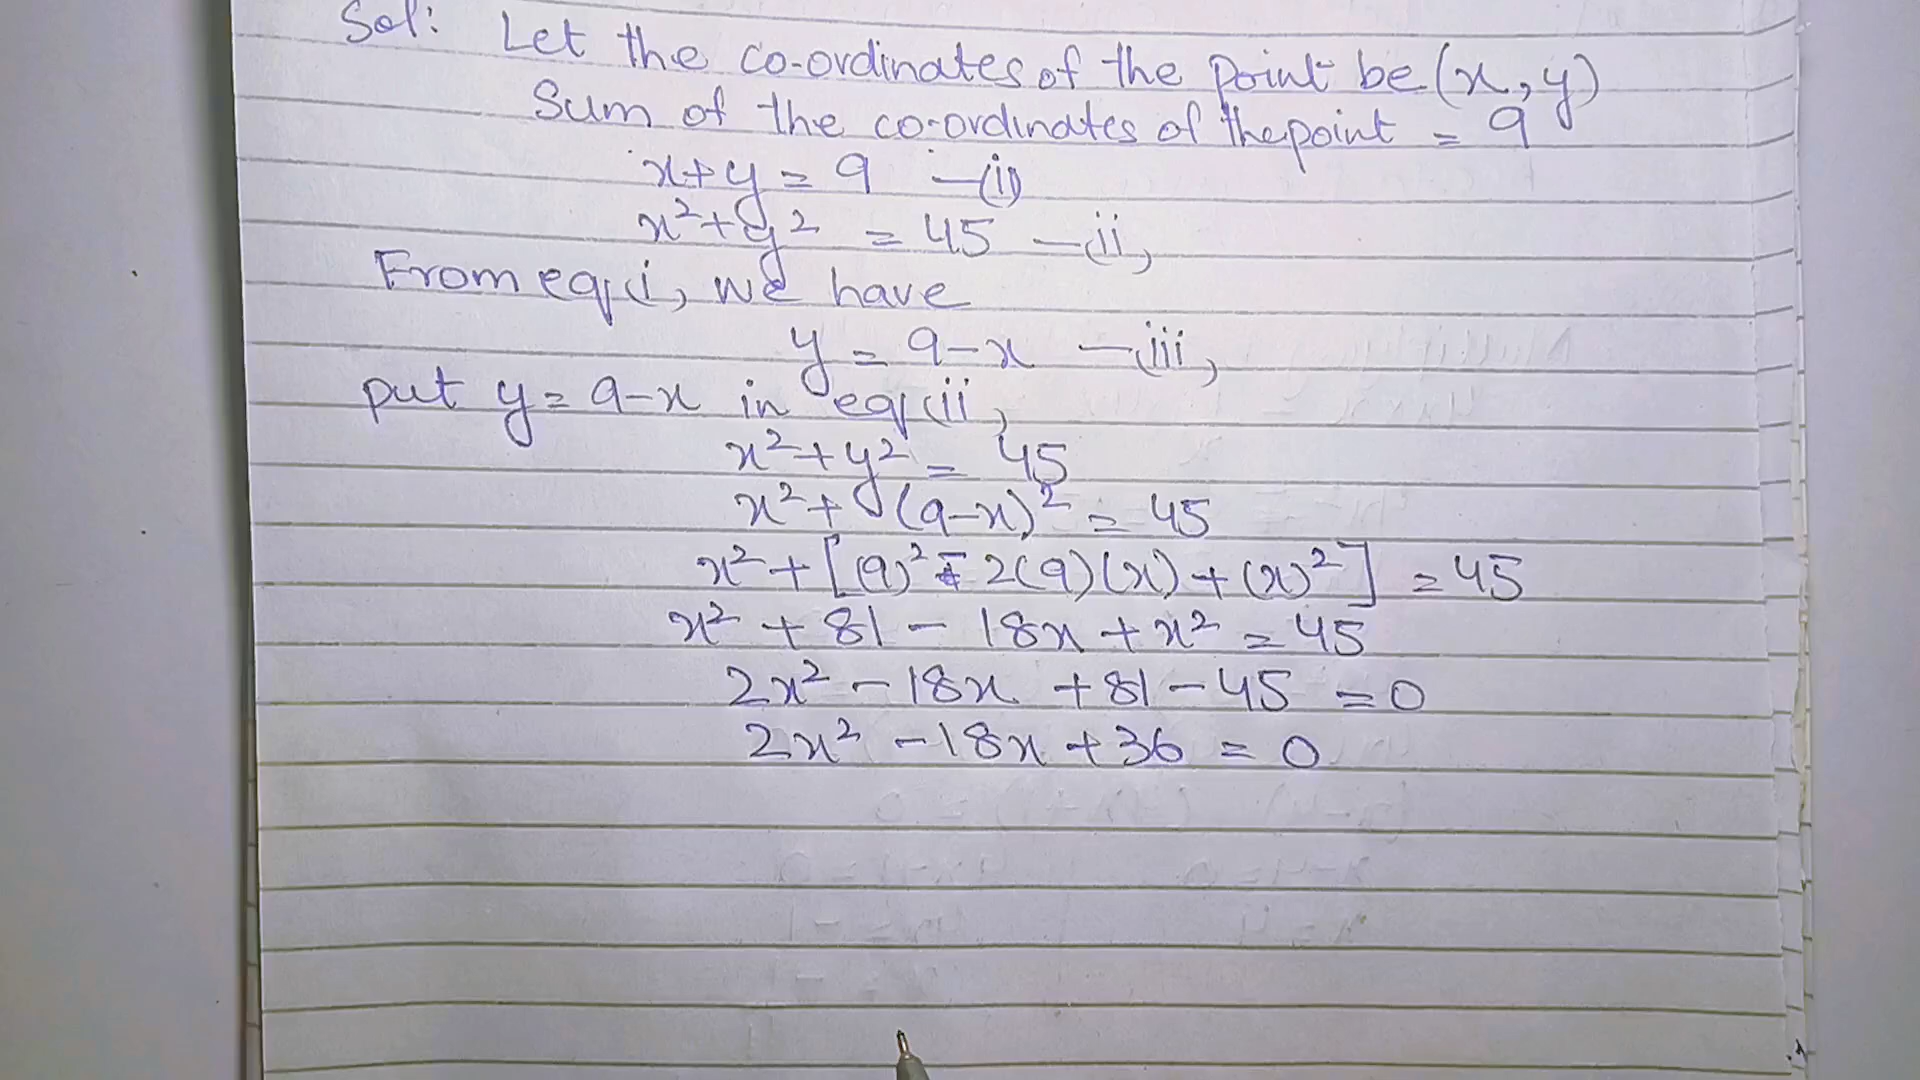 Sol: Let the co-ordinates of the point be (x, y)
Sum of the co-ordinates of the point = 9
x+y = 9 —(i)
x²+y² = 45 —(ii)
From eq(i), we have
y = 9-x —(iii)
put y = 9-x in eq(ii)
x²+y² = 45
x²+(9-x)² = 45
x²+[(9)²-2(9)(x)+(x)²] = 45
x²+81-18x+x² = 45
2x²-18x+81-45 = 0
2x²-18x+36 = 0